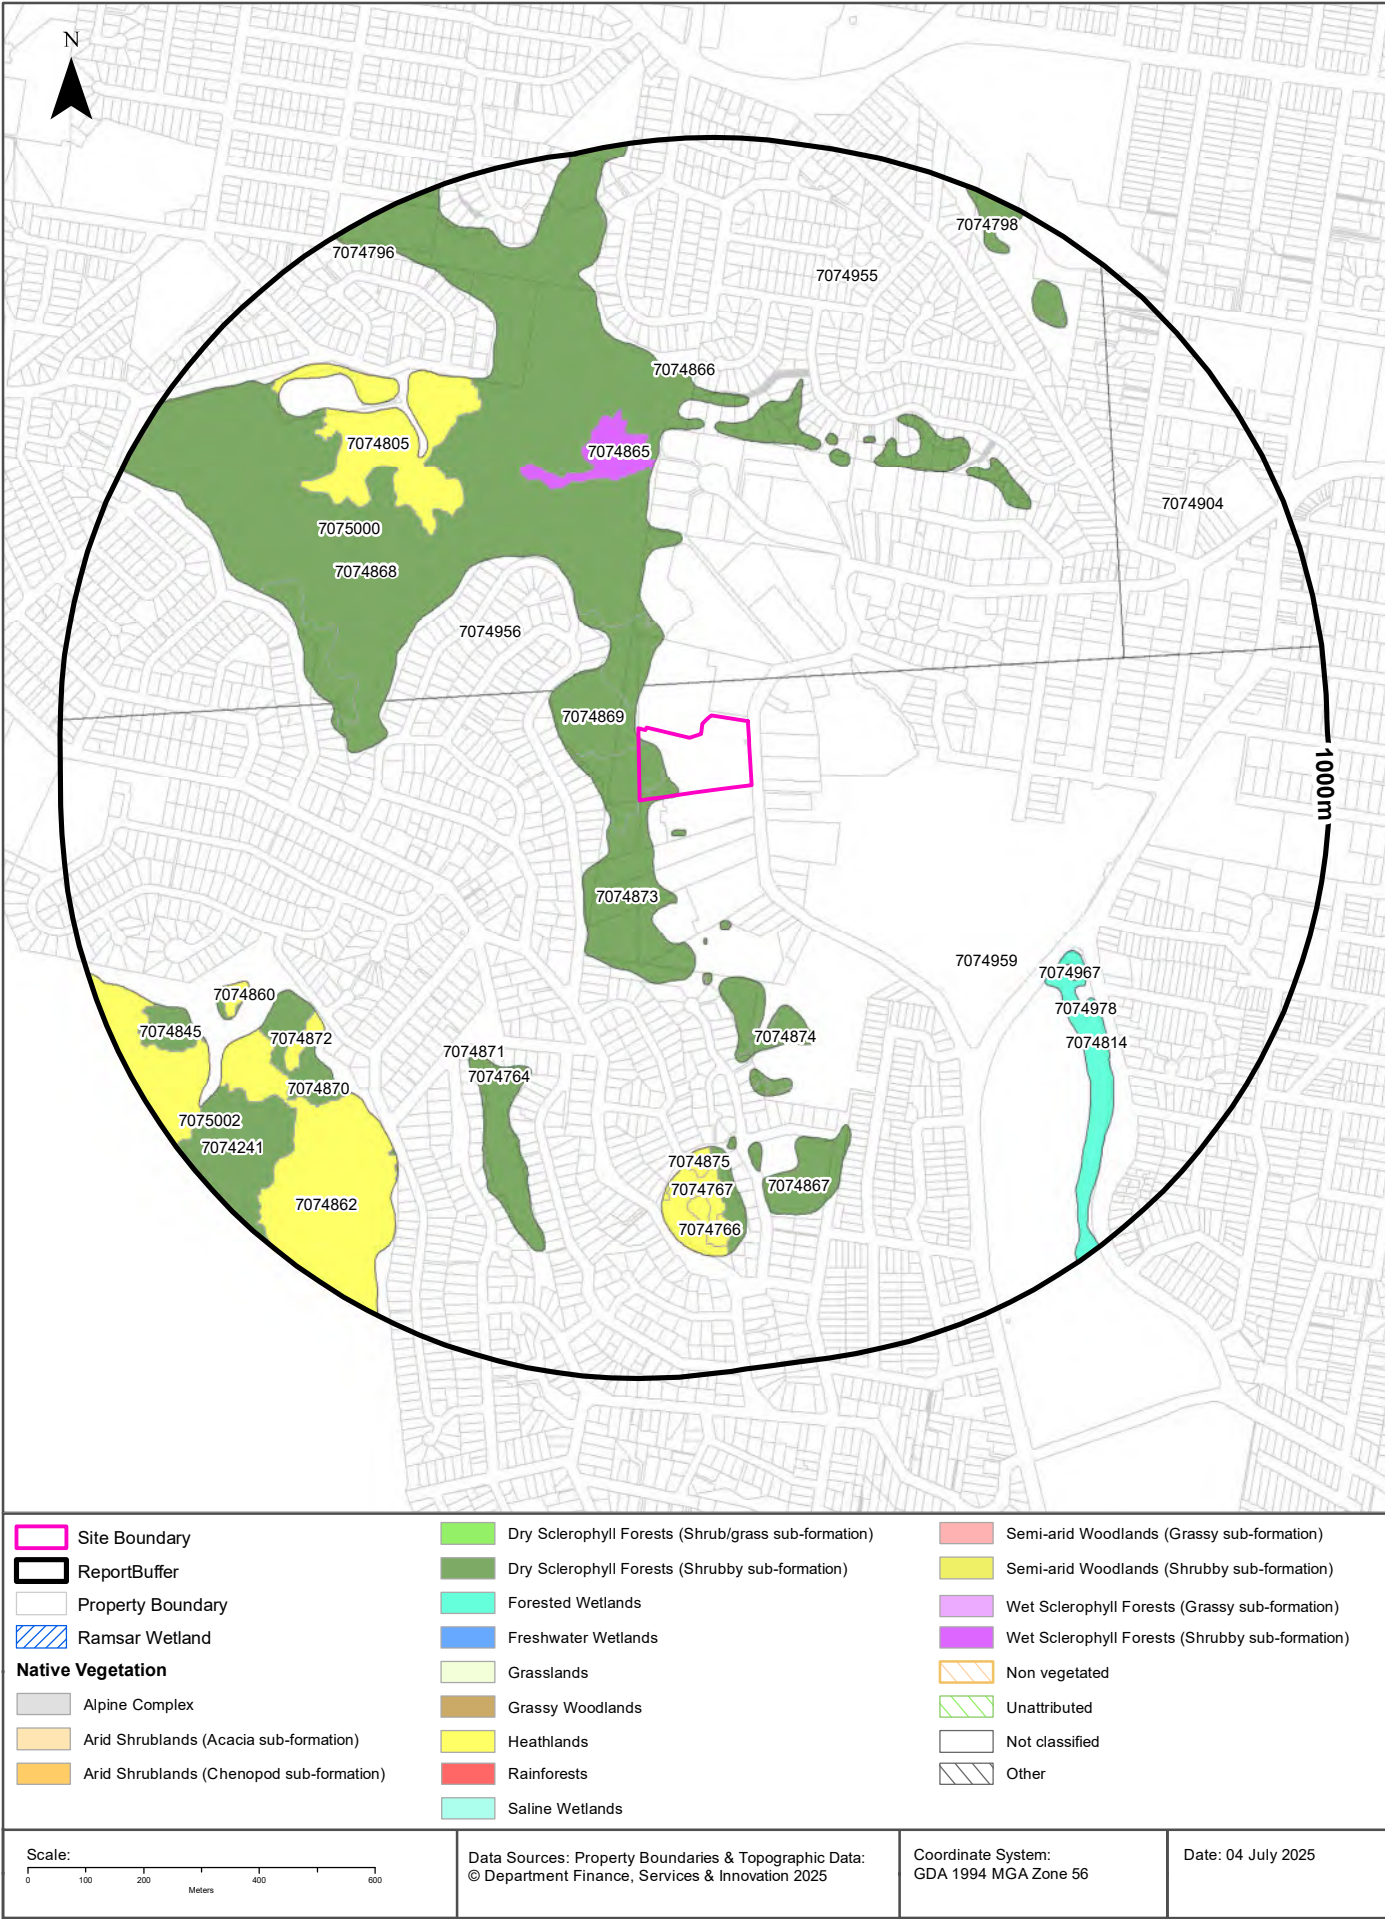 N
7074798
7074796
7074955
7074866
7074805
7074865
7074904
7075000
7074868
7074956
7074869
1000m
7074873
7074959
7074967
7074860
7074978
7074845
7074872
7074874
7074814
7074871
7074764
7074870
7075002
7074241
7074875
7074867
7074767
7074862
7074766
Site Boundary
ReportBuffer
Property Boundary
Ramsar Wetland
Native Vegetation
Alpine Complex
Arid Shrublands (Acacia sub-formation)
Arid Shrublands (Chenopod sub-formation)
Dry Sclerophyll Forests (Shrub/grass sub-formation)
Dry Sclerophyll Forests (Shrubby sub-formation)
Forested Wetlands
Freshwater Wetlands
Grasslands
Grassy Woodlands
Heathlands
Rainforests
Saline Wetlands
Semi-arid Woodlands (Grassy sub-formation)
Semi-arid Woodlands (Shrubby sub-formation)
Wet Sclerophyll Forests (Grassy sub-formation)
Wet Sclerophyll Forests (Shrubby sub-formation)
Non vegetated
Unattributed
Not classified
Other
Scale:
0 100 200 400 600
Meters
Data Sources: Property Boundaries & Topographic Data:
© Department Finance, Services & Innovation 2025
Coordinate System:
GDA 1994 MGA Zone 56
Date: 04 July 2025